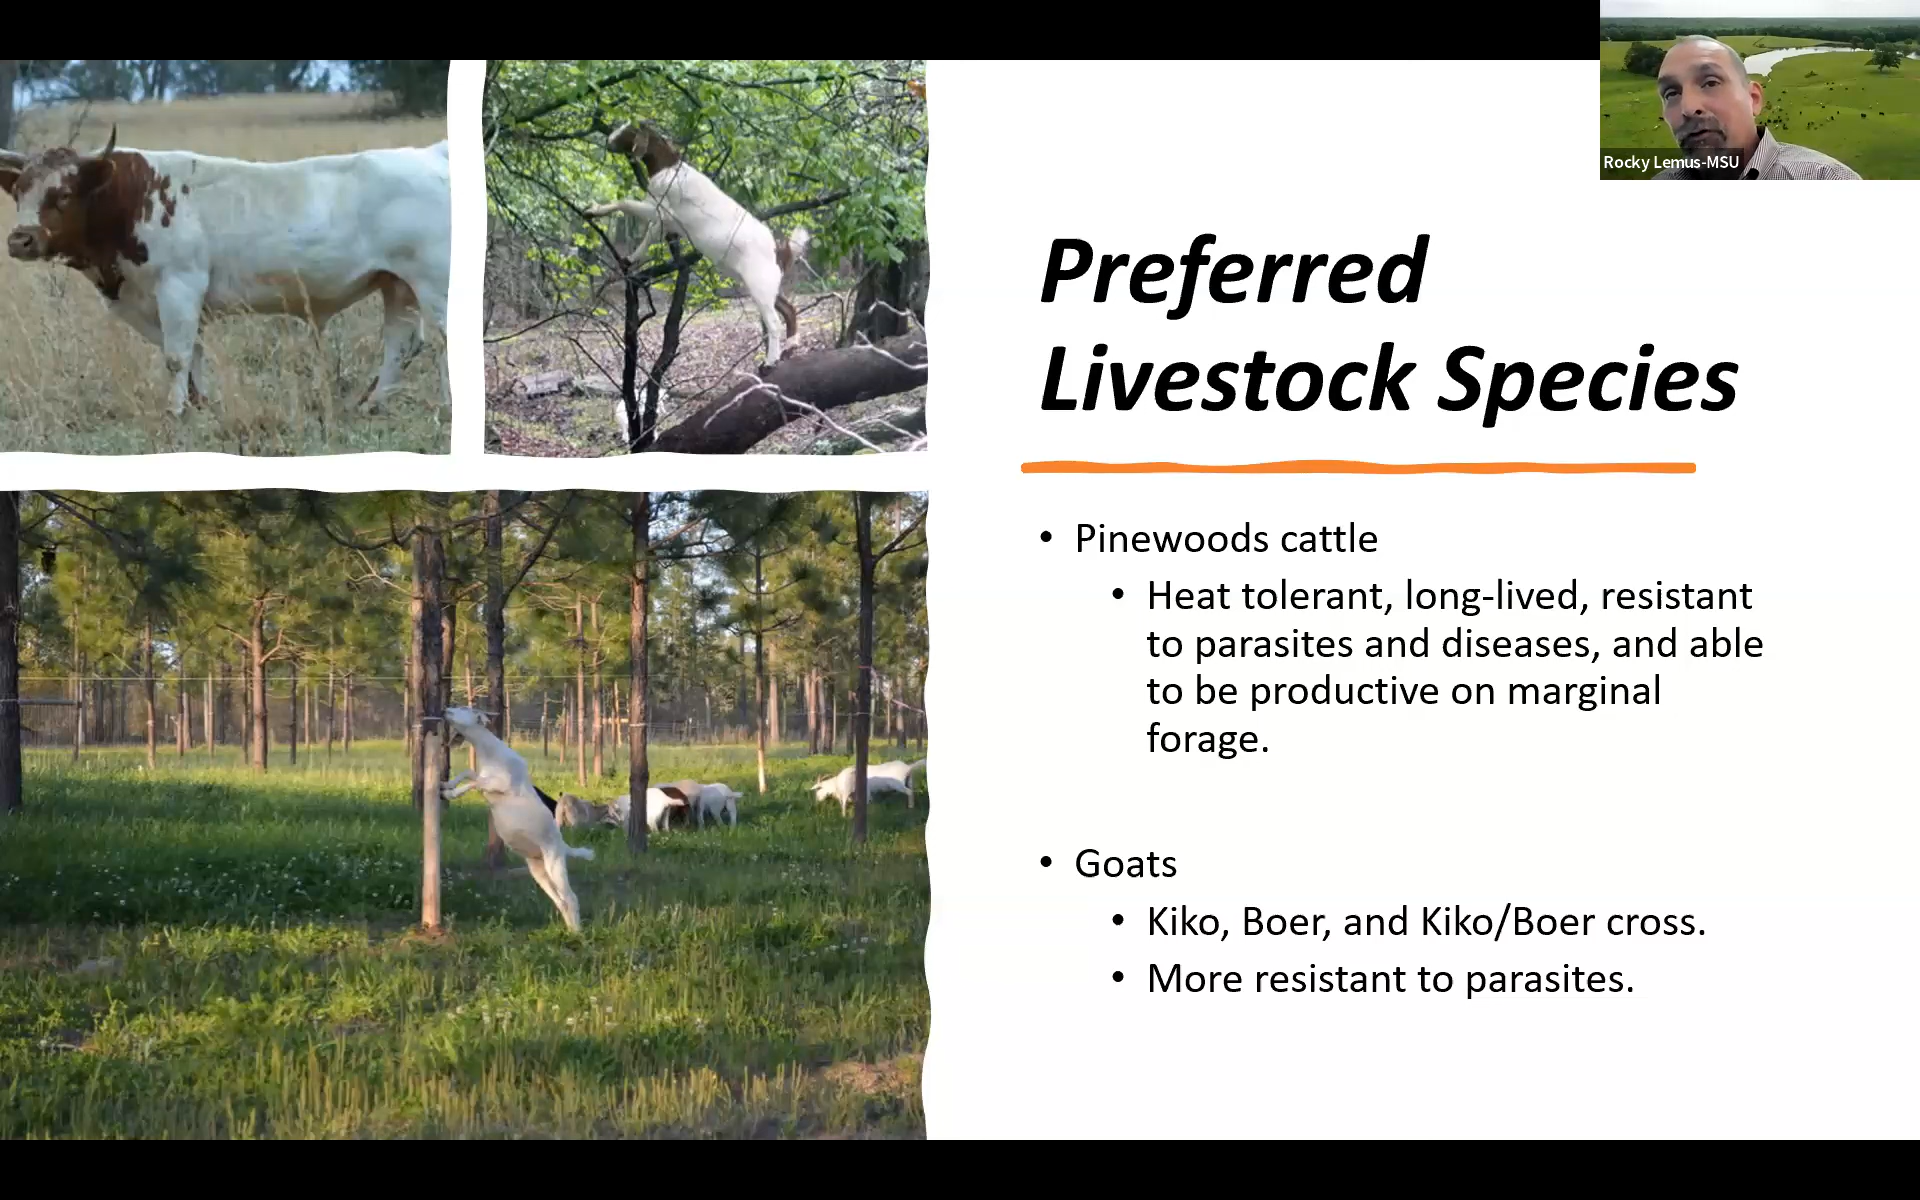 Rocky Lemus-MSU
Preferred
Livestock Species
• Pinewoods cattle
• Heat tolerant, long-lived, resistant
to parasites and diseases, and able
to be productive on marginal
forage.
• Goats
• Kiko, Boer, and Kiko/Boer cross.
• More resistant to parasites.